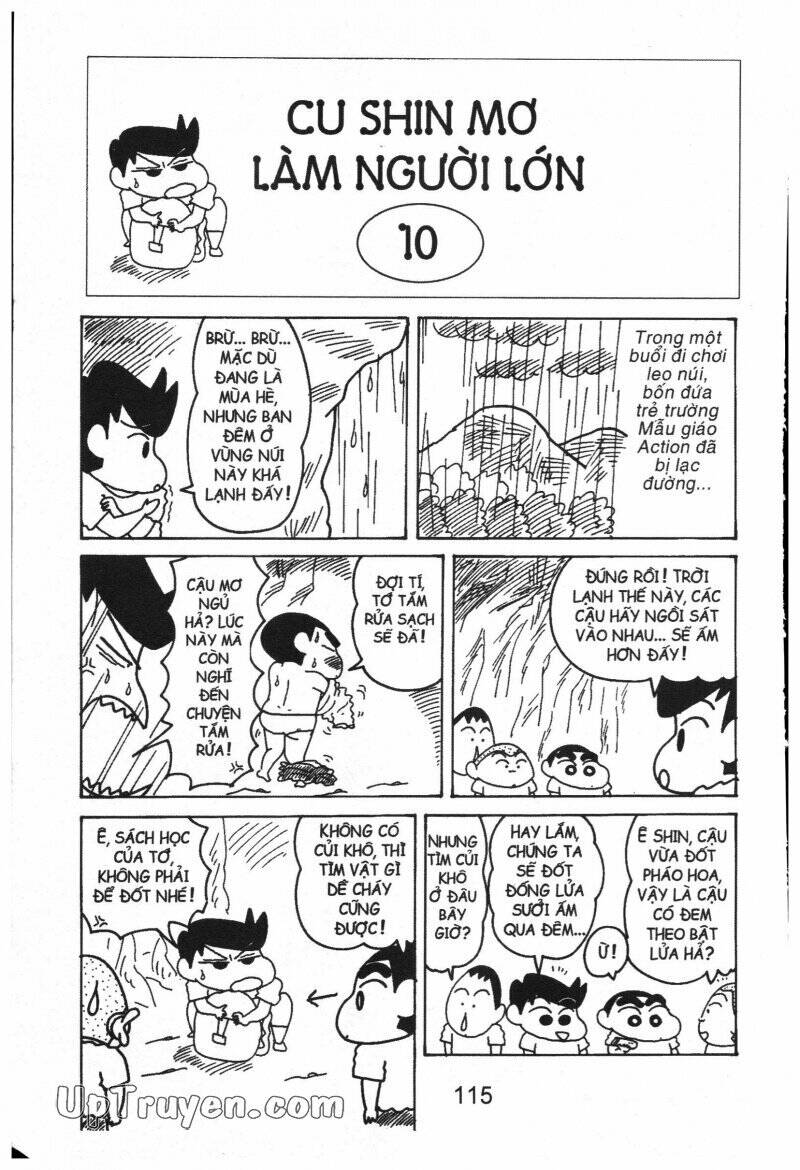 CU SHIN MƠ
LÀM NGƯỜI LỚN
10
Trong một
buổi đi chơi
leo núi,
bốn đứa
trẻ trường
Mẫu giáo
Action đã
bị lạc
đường...
BRỪ... BRỪ...
MẶC DÙ
ĐANG LÀ
MÙA HÈ,
NHƯNG BAN
ĐÊM Ở
VÙNG NÚI
NÀY KHÁ
LẠNH ĐẤY!
ĐÚNG RỒI! TRỜI
LẠNH THẾ NÀY, CÁC
CẬU HÃY NGỒI SÁT
VÀO NHAU... SẼ ẤM
HƠN ĐẤY!
ĐỢI TÍ,
TỚ TẮM
RỬA SẠCH
SẼ ĐÃ!
CẬU MƠ
NGỦ
HẢ? LÚC
NÀY MÀ
CÒN
NGHĨ
ĐẾN
CHUYỆN
TẮM
RỬA!
Ê SHIN, CẬU
VỪA ĐỐT
PHÁO HOA,
VẬY LÀ CẬU
CÓ ĐEM
THEO BẬT
LỬA HẢ?
Ừ!
HAY LẮM,
CHÚNG TA
SẼ ĐỐT
ĐỐNG LỬA
SƯỞI ẤM
QUA ĐÊM...
NHƯNG
TÌM CỦI
KHÔ
Ở ĐÂU
BÂY
GIỜ?
KHÔNG CÓ
CỦI KHÔ, THÌ
TÌM VẬT GÌ
DỄ CHÁY
CŨNG
ĐƯỢC!
Ê, SÁCH HỌC
CỦA TỚ,
KHÔNG PHẢI
ĐỂ ĐỐT NHÉ!
115
UpTruyen.com